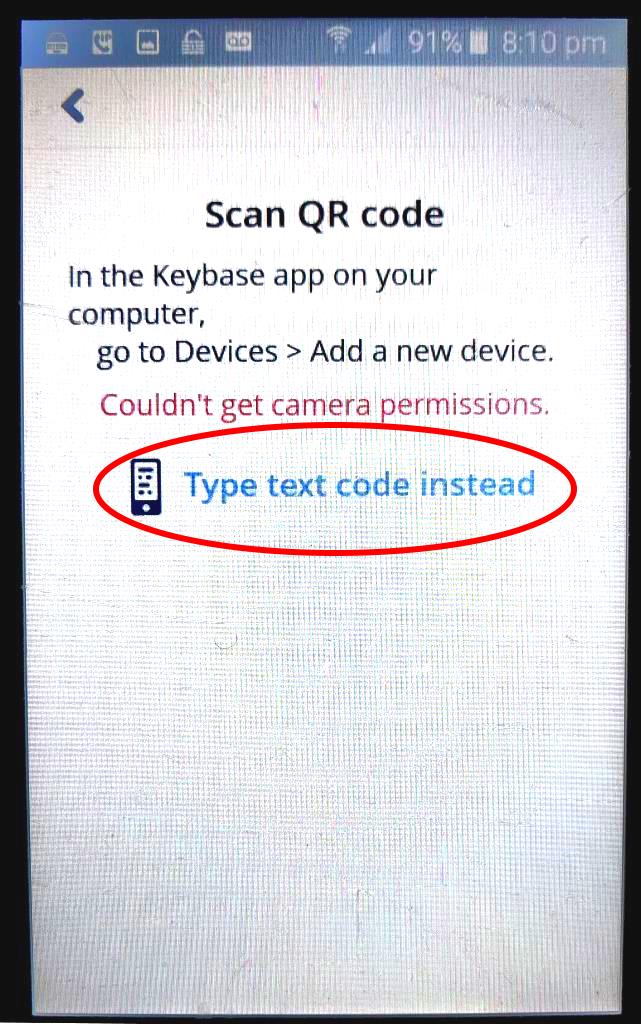 91% 8:10 pm
Scan QR code
In the Keybase app on your
computer,
go to Devices > Add a new device.
Couldn't get camera permissions.
Type text code instead